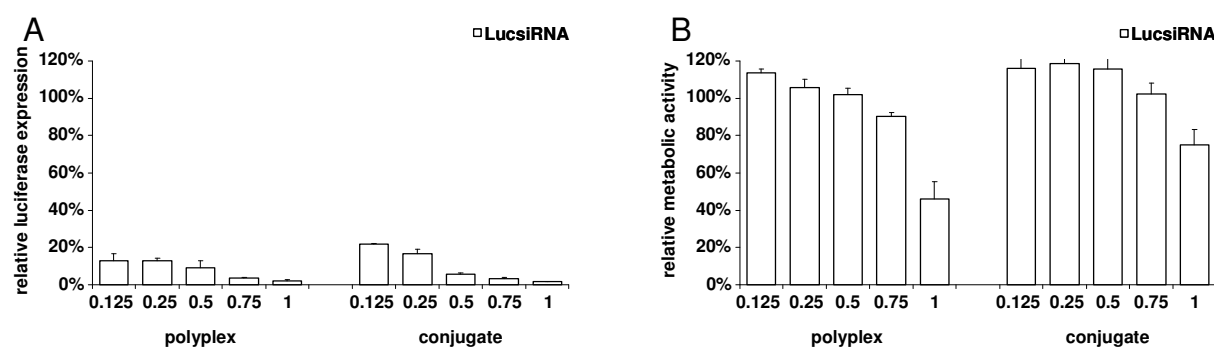 A
LucsiRNA
relative luciferase expression
120%
100%
80%
60%
40%
20%
0%
0.125 0.25 0.5 0.75 1 0.125 0.25 0.5 0.75 1
polyplex conjugate
B
LucsiRNA
relative metabolic activity
120%
100%
80%
60%
40%
20%
0%
0.125 0.25 0.5 0.75 1 0.125 0.25 0.5 0.75 1
polyplex conjugate